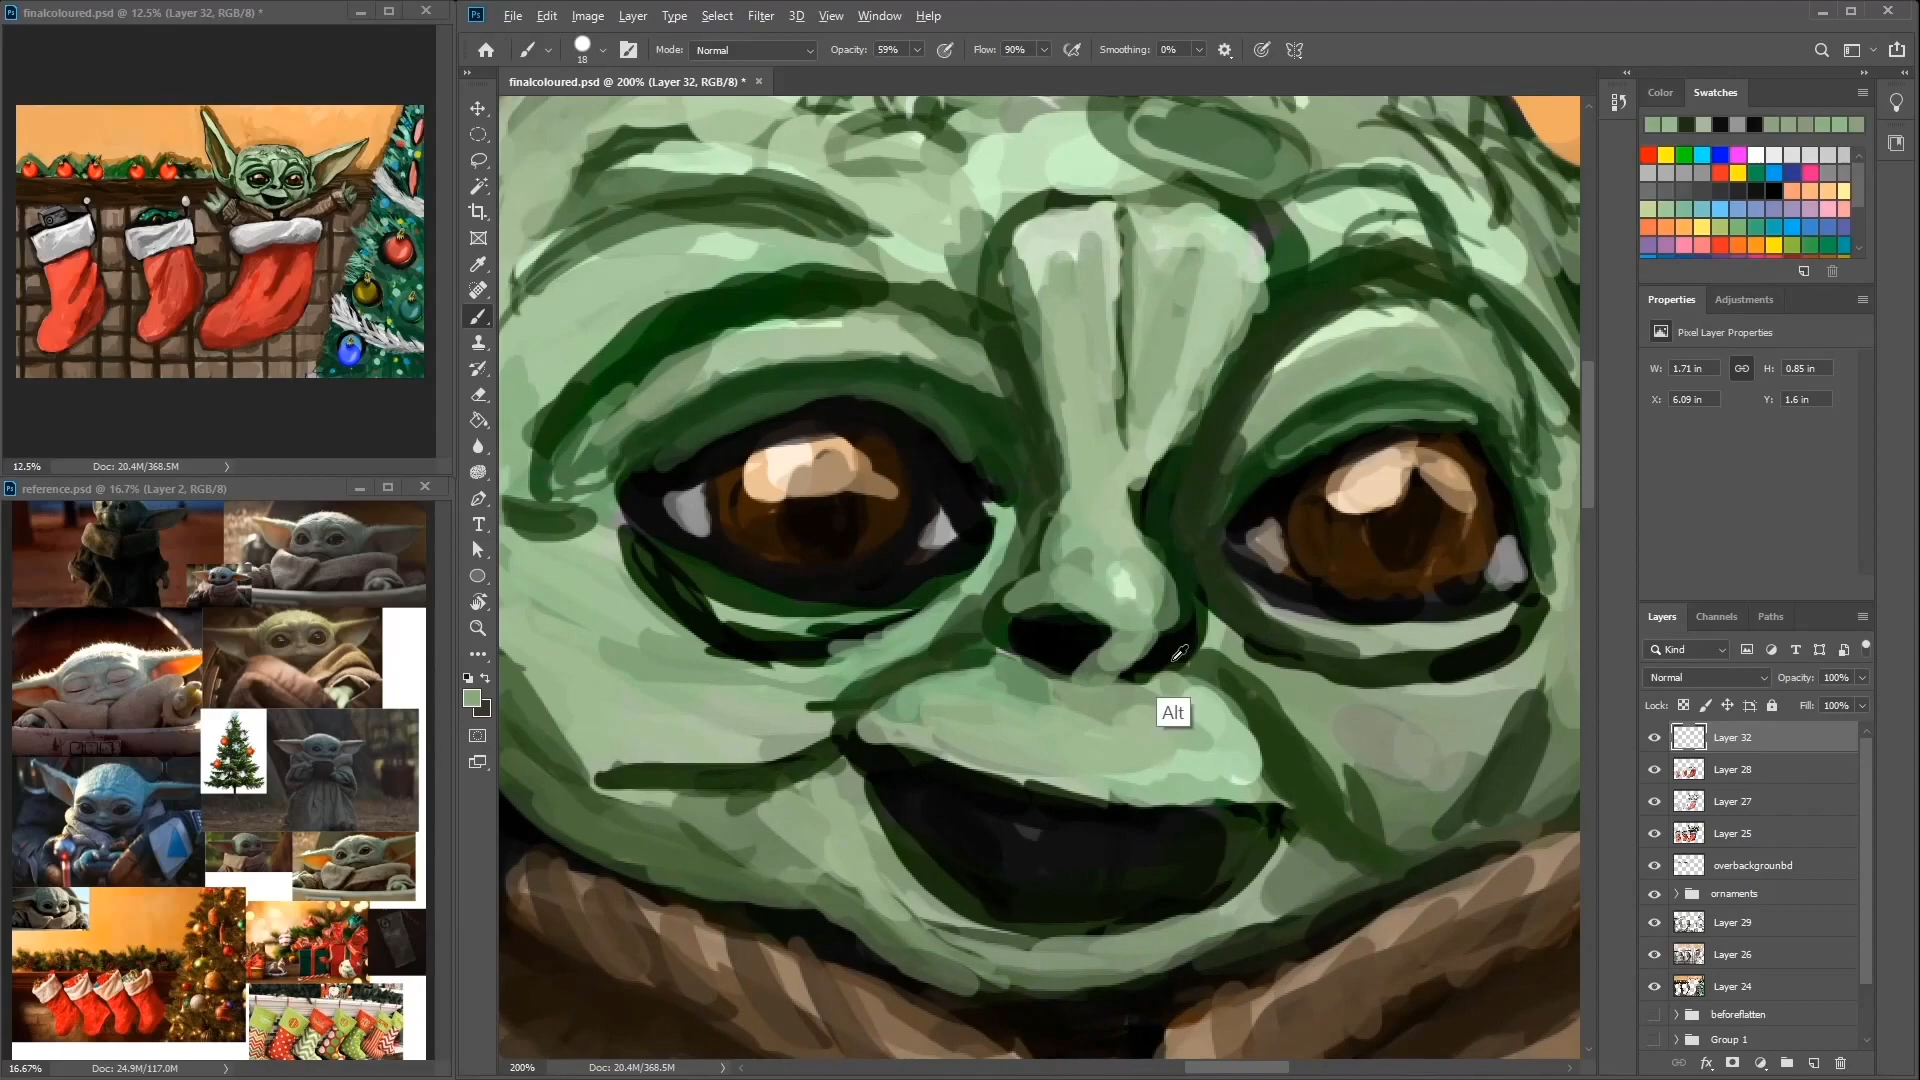 finalcoloured.psd @ 12.5% (Layer 32, RGB/8) *
12.5% Doc: 20.4M/368.5M
reference.psd @ 16.7% (Layer 2, RGB/8)
16.67% Doc: 24.9M/117.0M
Ps File Edit Image Layer Type Select Filter 3D View Window Help
18 Mode: Normal Opacity: 59% Flow: 90% Smoothing: 0%
finalcoloured.psd @ 200% (Layer 32, RGB/8) *
Alt
200% Doc: 20.4M/368.5M
Color Swatches
Properties Adjustments
Pixel Layer Properties
W: 1.71 in H: 0.85 in
X: 6.09 in Y: 1.6 in
Layers Channels Paths
Kind
Normal Opacity: 100%
Lock: Fill: 100%
Layer 32
Layer 28
Layer 27
Layer 25
overbackgrounbd
ornaments
Layer 29
Layer 26
Layer 24
beforeflatten
Group 1